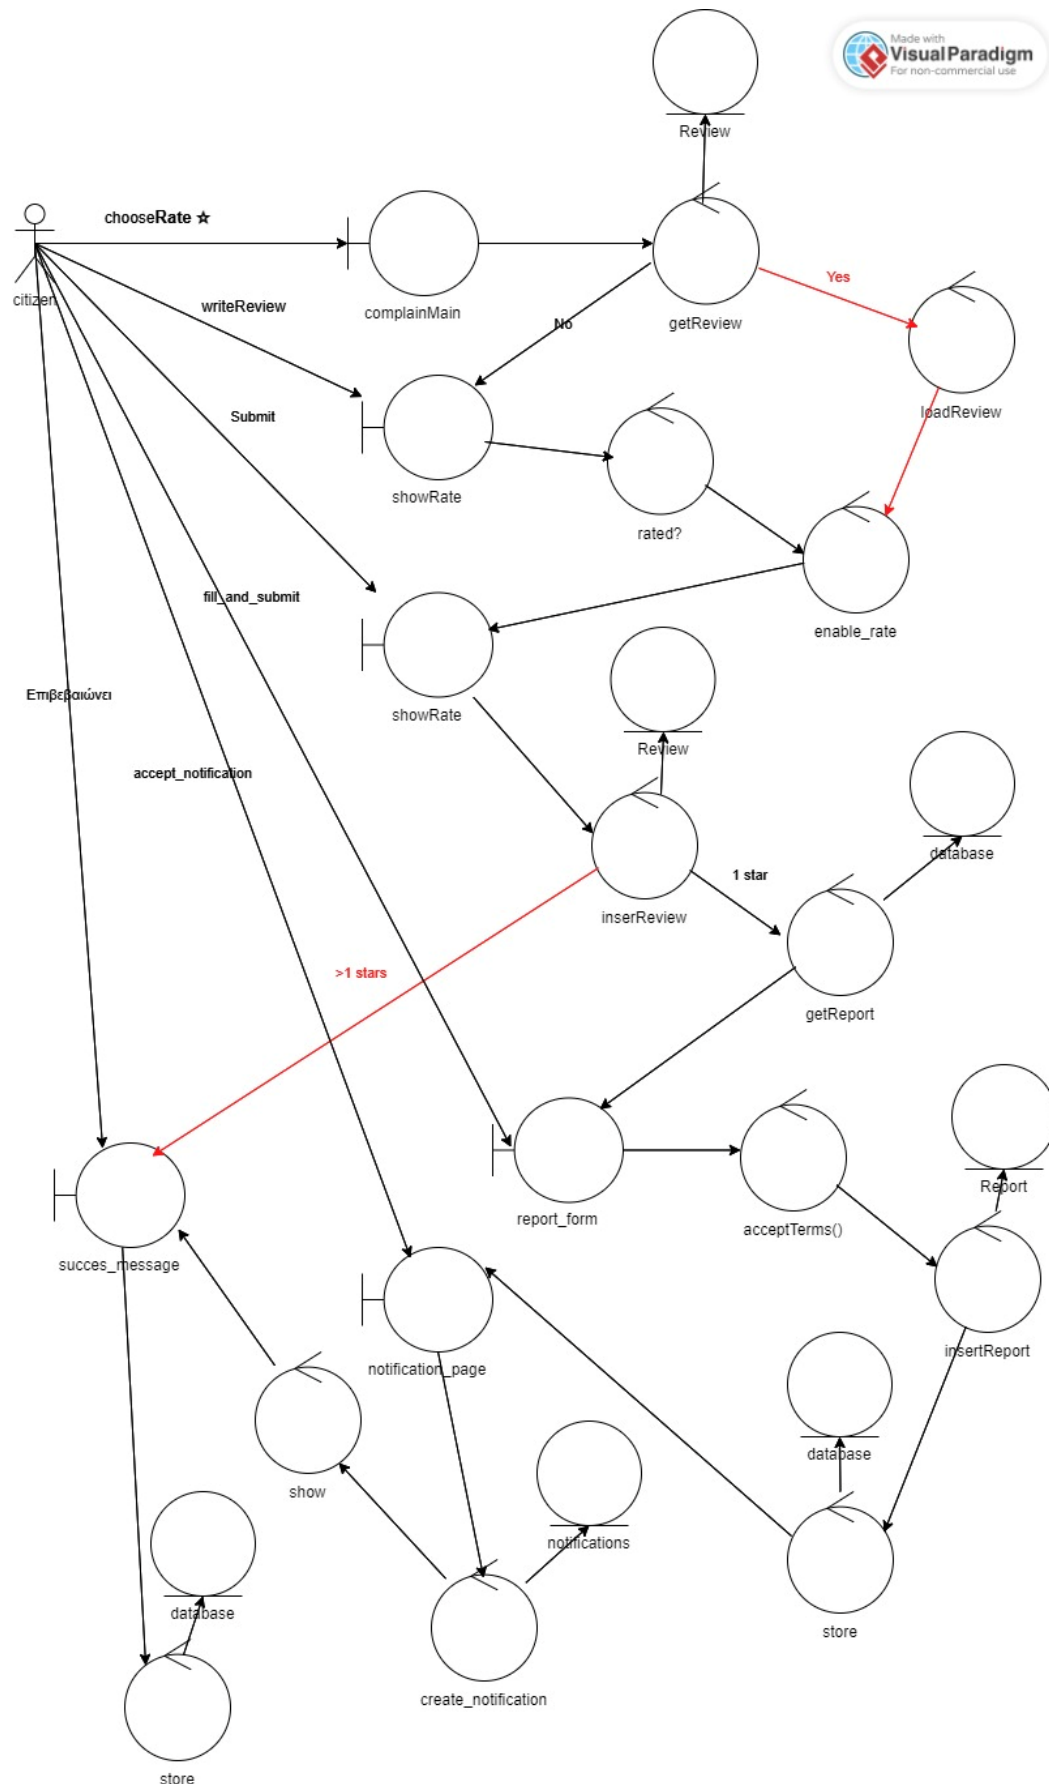 Made with
Visual Paradigm
For non-commercial use
Review
chooseRate ☆
citizen
complainMain
getReview
Yes
writeReview
No
loadReview
Submit
showRate
rated?
fill_and_submit
enable_rate
showRate
Επιβεβαιώνει
Review
accept_notification
database
1 star
inserReview
>1 stars
getReport
Report
report_form
acceptTerms()
succes_message
notification_page
insertReport
database
show
notifications
database
store
create_notification
store